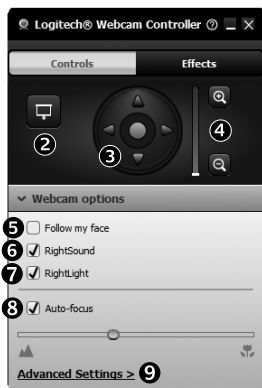 Logitech® Webcam Controller
Controls Effects
2
3
4
Webcam options
5 Follow my face
6 RightSound
7 RightLight
8 Auto-focus
Advanced Settings > 9